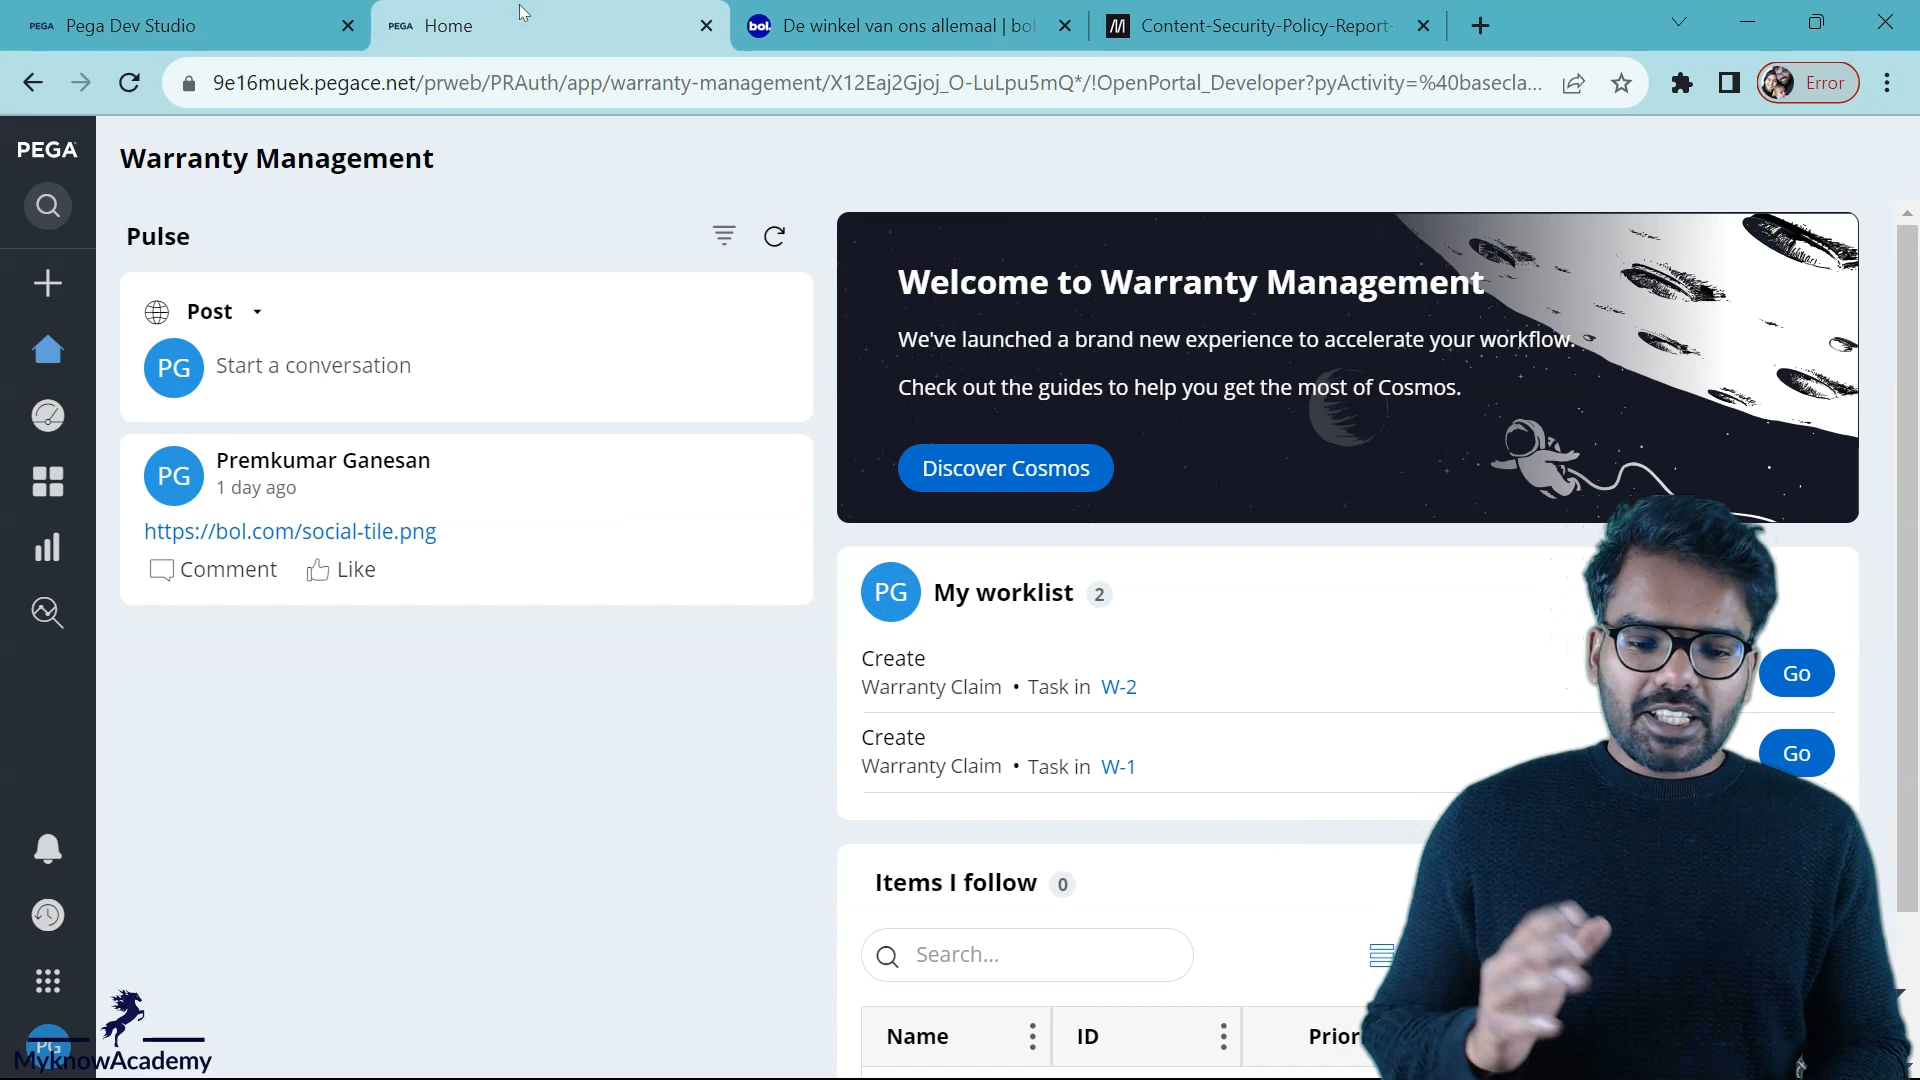 PEGA Pega Dev Studio
PEGA Home
bol. De winkel van ons allemaal | bol
Content-Security-Policy-Report-
9e16muek.pegace.net/prweb/PRAuth/app/warranty-management/X12Eaj2Gjoj_O-LuLpu5mQ*/!OpenPortal_Developer?pyActivity=%40basecla...
Error
PEGA
Warranty Management
Pulse
Post
PG
Start a conversation
PG
Premkumar Ganesan
1 day ago
https://bol.com/social-tile.png
Comment
Like
Welcome to Warranty Management
We've launched a brand new experience to accelerate your workflow.
Check out the guides to help you get the most of Cosmos.
Discover Cosmos
PG
My worklist 2
Create
Warranty Claim • Task in W-2
Go
Create
Warranty Claim • Task in W-1
Go
Items I follow 0
Search...
Name
ID
Prior
PG
MyknowAcademy